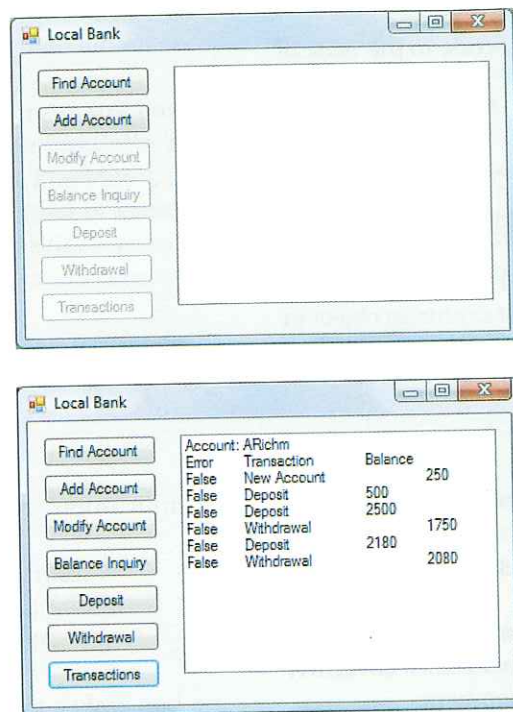 Local Bank
Find Account
Add Account
Modify Account
Balance Inquiry
Deposit
Withdrawal
Transactions
Local Bank
Find Account
Add Account
Modify Account
Balance Inquiry
Deposit
Withdrawal
Transactions
Account: ARichm
Error Transaction Balance
False New Account 250
False Deposit 500
False Deposit 2500
False Withdrawal 1750
False Deposit 2180
False Withdrawal 2080